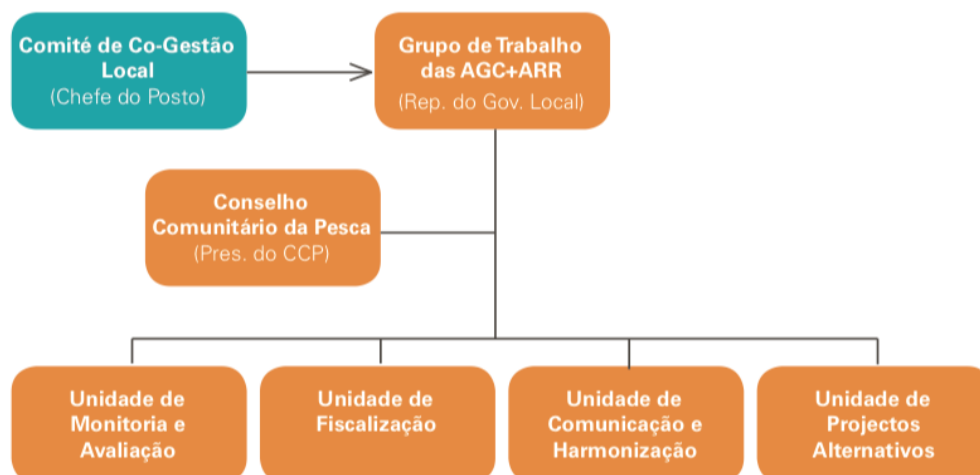 Comité de Co-Gestão
Local
(Chefe do Posto)
Grupo de Trabalho
das AGC+ARR
(Rep. do Gov. Local)
Conselho
Comunitário da Pesca
(Pres. do CCP)
Unidade de
Monitoria e
Avaliação
Unidade de
Fiscalização
Unidade de
Comunicação e
Harmonização
Unidade de
Projectos
Alternativos